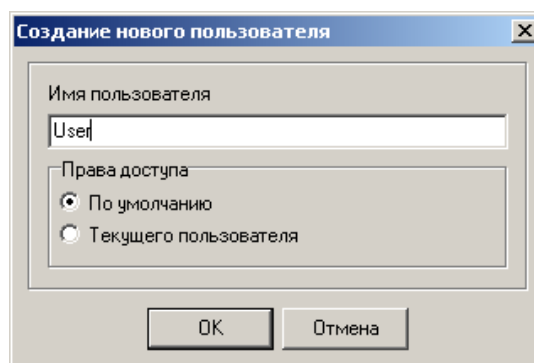 Создание нового пользователя
Имя пользователя
User
Права доступа
По умолчанию
Текущего пользователя
OK
Отмена